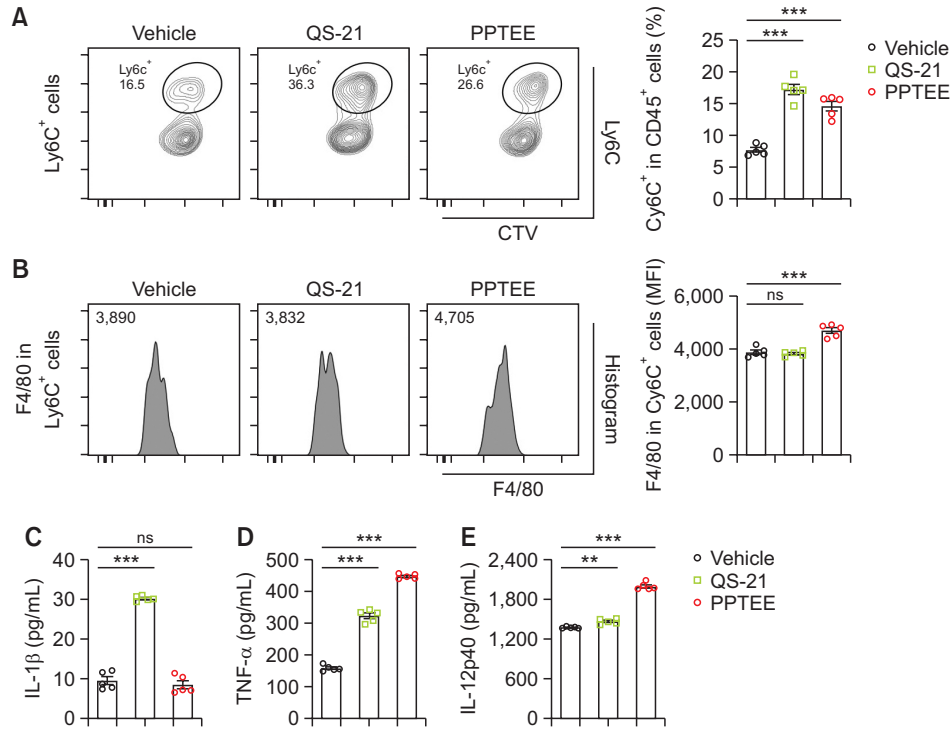 A
Vehicle
QS-21
PPTEE
Ly6C⁺ cells
Ly6c⁺
16.5
Ly6c⁺
36.3
Ly6c⁺
26.6
Ly6C
CTV
Cy6C⁺ in CD45⁺ cells (%)
25
20
15
10
5
0
***
***
Vehicle
QS-21
PPTEE
B
Vehicle
QS-21
PPTEE
F4/80 in
Ly6C⁺ cells
3,890
3,832
4,705
Histogram
F4/80
F4/80 in Cy6C⁺ cells (MFI)
6,000
4,000
2,000
0
***
ns
C
IL-1β (pg/mL)
40
30
20
10
0
ns
***
D
TNF-α (pg/mL)
500
400
300
200
100
0
***
***
E
IL-12p40 (pg/mL)
2,400
1,800
1,200
600
0
***
**
Vehicle
QS-21
PPTEE